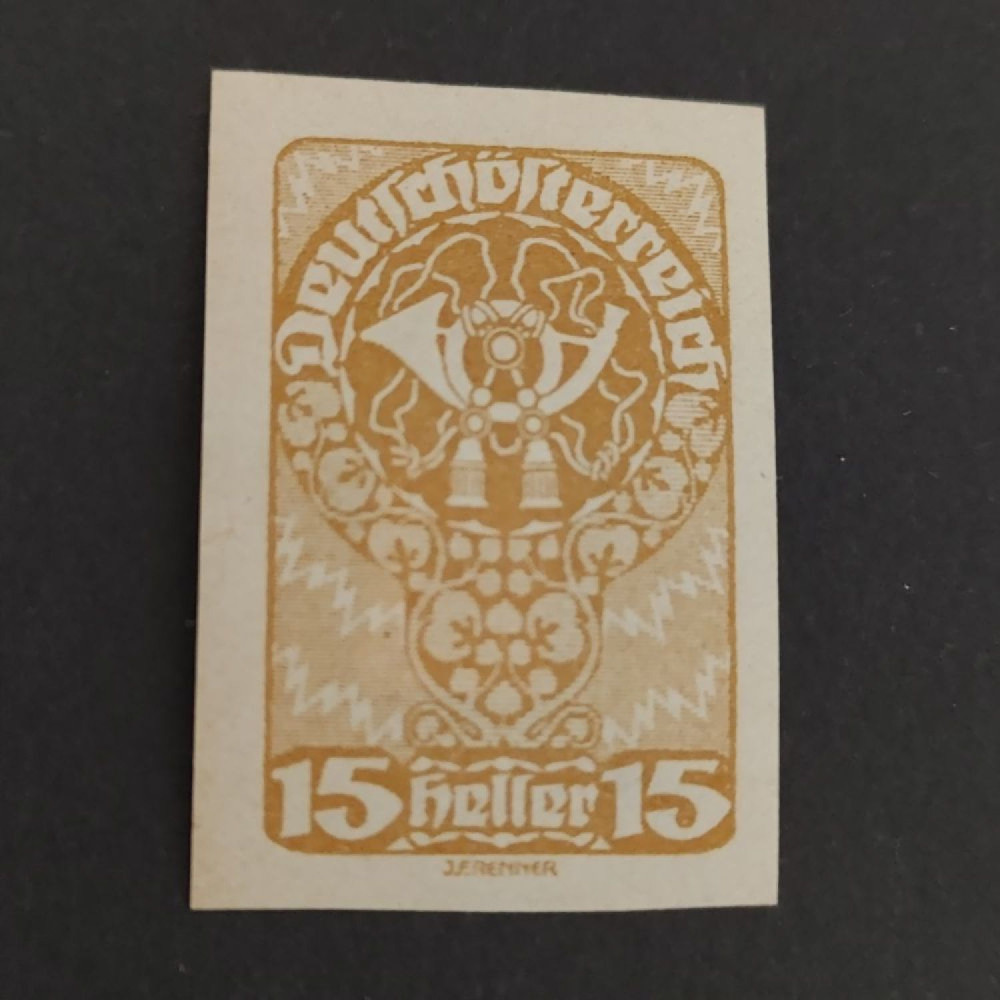 Deutschösterreich
15 heller 15
J.F.RENNER